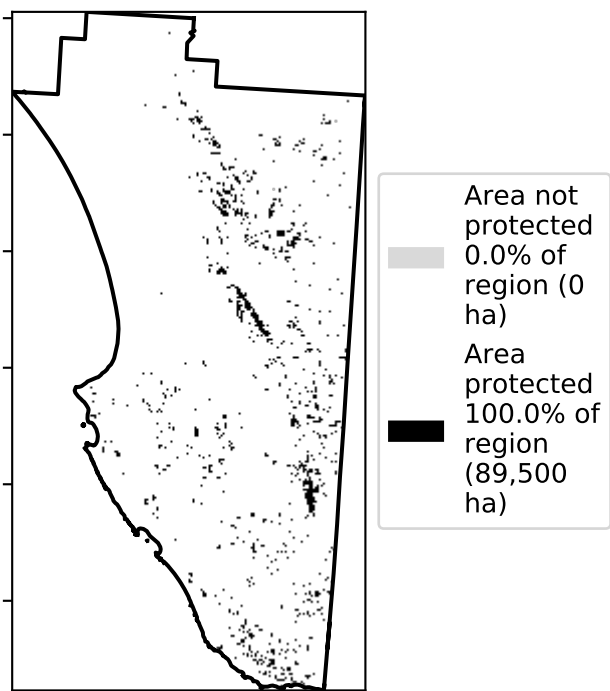 Area not
protected
0.0% of
region (0
ha)
Area
protected
100.0% of
region
(89,500
ha)